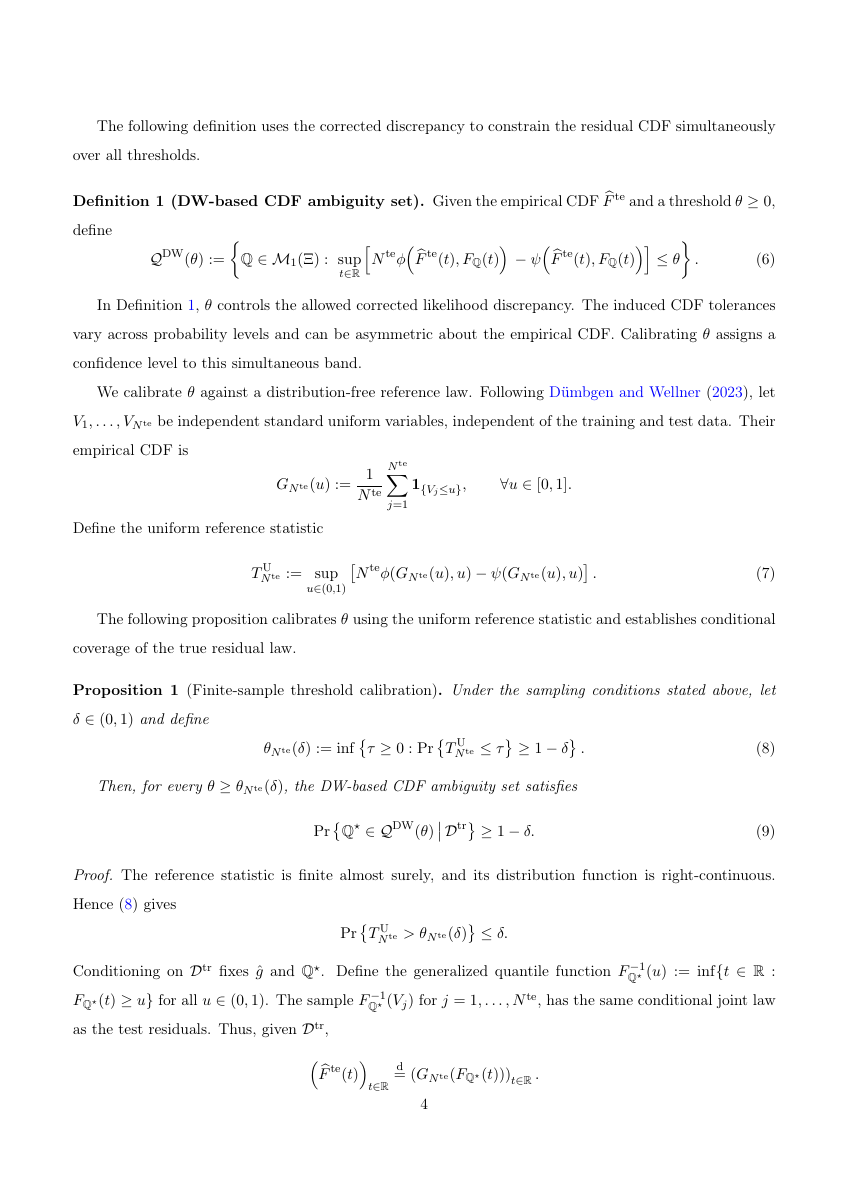 The following definition uses the corrected discrepancy to constrain the residual CDF simultaneously
over all thresholds.
Definition 1 (DW-based CDF ambiguity set). Given the empirical CDF F̂ᵗᵉ and a threshold θ ≥ 0,
define
𝒬^{DW}(θ) := { ℚ ∈ ℳ₁(Ξ) : sup_{t∈ℝ} [ N^{te} ϕ( F̂^{te}(t), F_ℚ(t) ) − ψ( F̂^{te}(t), F_ℚ(t) ) ] ≤ θ } . (6)
In Definition 1, θ controls the allowed corrected likelihood discrepancy. The induced CDF tolerances
vary across probability levels and can be asymmetric about the empirical CDF. Calibrating θ assigns a
confidence level to this simultaneous band.
We calibrate θ against a distribution-free reference law. Following Dümbgen and Wellner (2023), let
V₁, . . . , V_{N^{te}} be independent standard uniform variables, independent of the training and test data. Their
empirical CDF is
G_{N^{te}}(u) := \frac{1}{N^{te}} \sum_{j=1}^{N^{te}} 𝟏_{\{V_j ≤ u\}}, ∀u ∈ [0, 1].
Define the uniform reference statistic
T^U_{N^{te}} := sup_{u∈(0,1)} [ N^{te} ϕ(G_{N^{te}}(u), u) − ψ(G_{N^{te}}(u), u) ] . (7)
The following proposition calibrates θ using the uniform reference statistic and establishes conditional
coverage of the true residual law.
Proposition 1 (Finite-sample threshold calibration). Under the sampling conditions stated above, let
δ ∈ (0, 1) and define
θ_{N^{te}}(δ) := inf { τ ≥ 0 : Pr { T^U_{N^{te}} ≤ τ } ≥ 1 − δ } . (8)
Then, for every θ ≥ θ_{N^{te}}(δ), the DW-based CDF ambiguity set satisfies
Pr { ℚ⋆ ∈ 𝒬^{DW}(θ) | 𝒟^{tr} } ≥ 1 − δ. (9)
Proof. The reference statistic is finite almost surely, and its distribution function is right-continuous.
Hence (8) gives
Pr { T^U_{N^{te}} > θ_{N^{te}}(δ) } ≤ δ.
Conditioning on 𝒟^{tr} fixes ĝ and ℚ⋆. Define the generalized quantile function F^{−1}_{ℚ⋆}(u) := inf{t ∈ ℝ :
F_{ℚ⋆}(t) ≥ u} for all u ∈ (0, 1). The sample F^{−1}_{ℚ⋆}(V_j) for j = 1, . . . , N^{te}, has the same conditional joint law
as the test residuals. Thus, given 𝒟^{tr},
( F̂^{te}(t) )_{t∈ℝ} \stackrel{d}{=} (G_{N^{te}}(F_{ℚ⋆}(t)))_{t∈ℝ} .
4